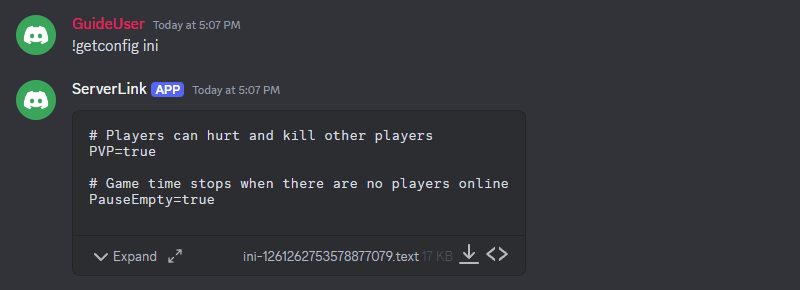 GuideUser Today at 5:07 PM
!getconfig ini
ServerLink APP Today at 5:07 PM
# Players can hurt and kill other players
PVP=true
# Game time stops when there are no players online
PauseEmpty=true
Expand ini-1261262753578877079.text 17 KB